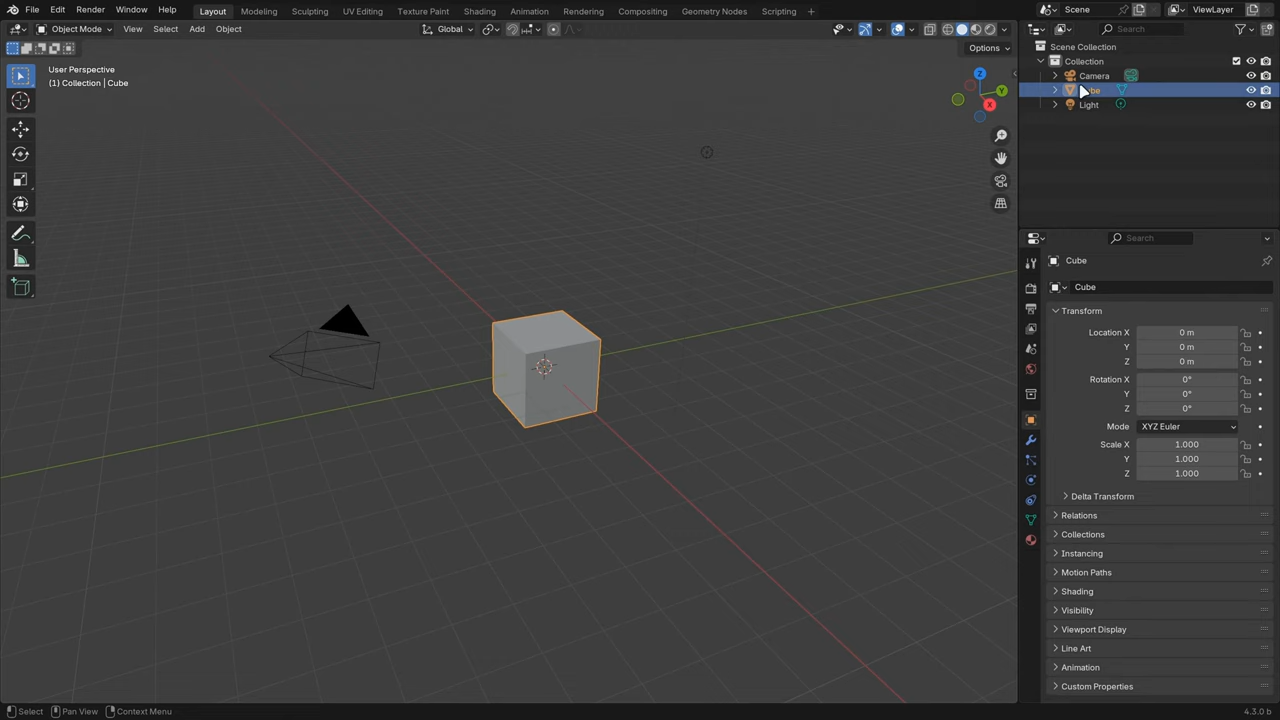 File Edit Render Window Help Layout Modeling Sculpting UV Editing Texture Paint Shading Animation Rendering Compositing Geometry Nodes Scripting + Scene ViewLayer
Object Mode View Select Add Object Global Search
Options
User Perspective
(1) Collection | Cube
Z
Y
X
Scene Collection
Collection
Camera
Light
Search
Cube
Cube
Transform
Location X 0 m
Y 0 m
Z 0 m
Rotation X 0°
Y 0°
Z 0°
Mode XYZ Euler
Scale X 1.000
Y 1.000
Z 1.000
Delta Transform
Relations
Collections
Instancing
Motion Paths
Shading
Visibility
Viewport Display
Line Art
Animation
Custom Properties
Select Pan View Context Menu 4.3.0 b